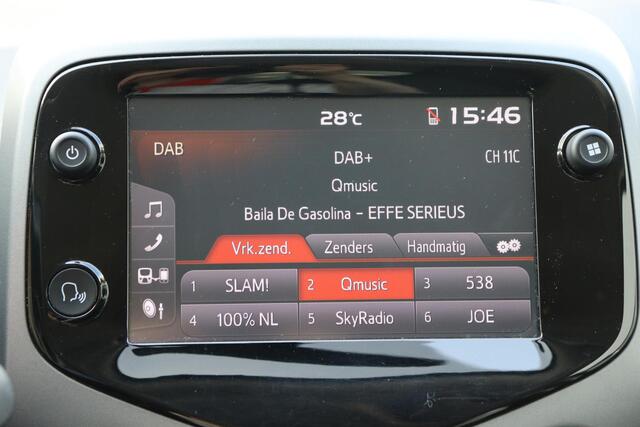 28°C 15:46
DAB
DAB+ CH 11C
Qmusic
Baila De Gasolina - EFFE SERIEUS
Vrk.zend. Zenders Handmatig
1 SLAM! 2 Qmusic 3 538
4 100% NL 5 SkyRadio 6 JOE